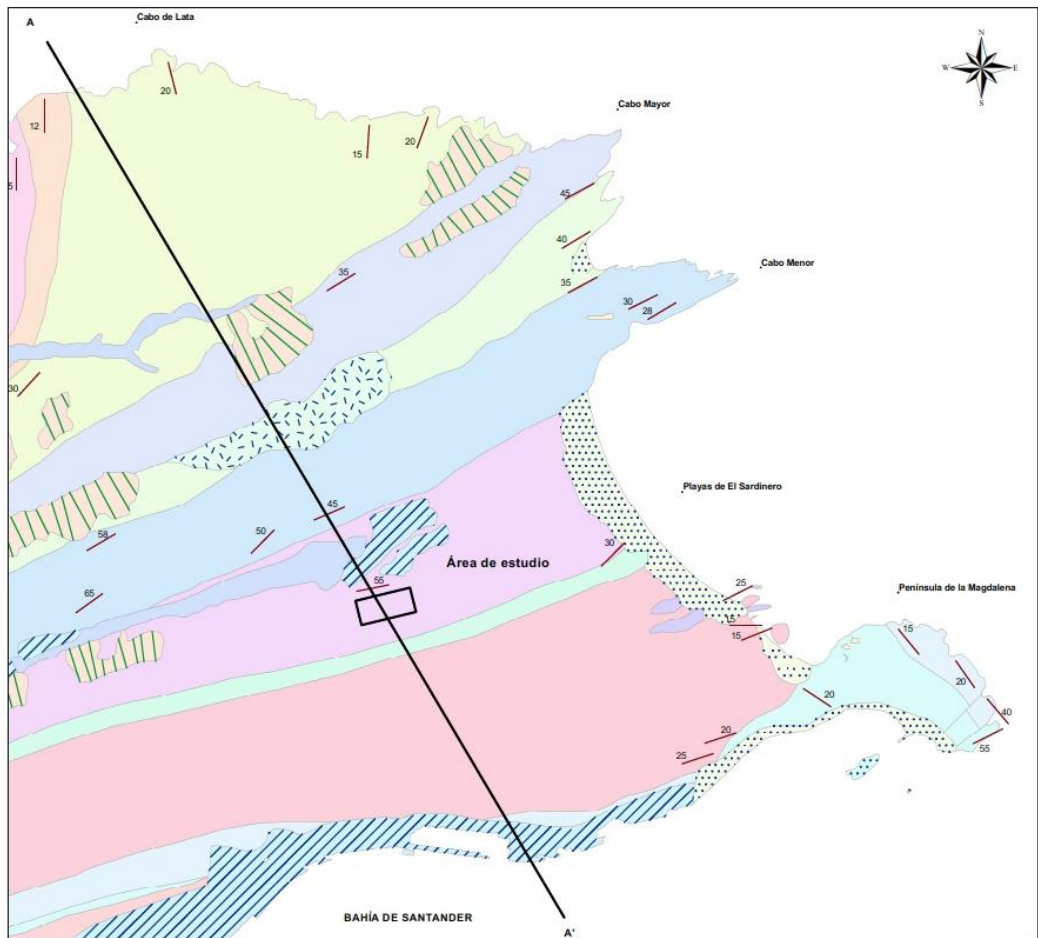 A
Cabo de Lata
N
W
E
S
20
12
Cabo Mayor
15
20
5
45
40
Cabo Menor
35
35
30
28
30
Playas de El Sardinero
45
50
58
30
Área de estudio
55
25
Península de la Magdalena
65
15
15
15
20
20
40
20
55
25
BAHÍA DE SANTANDER
A'